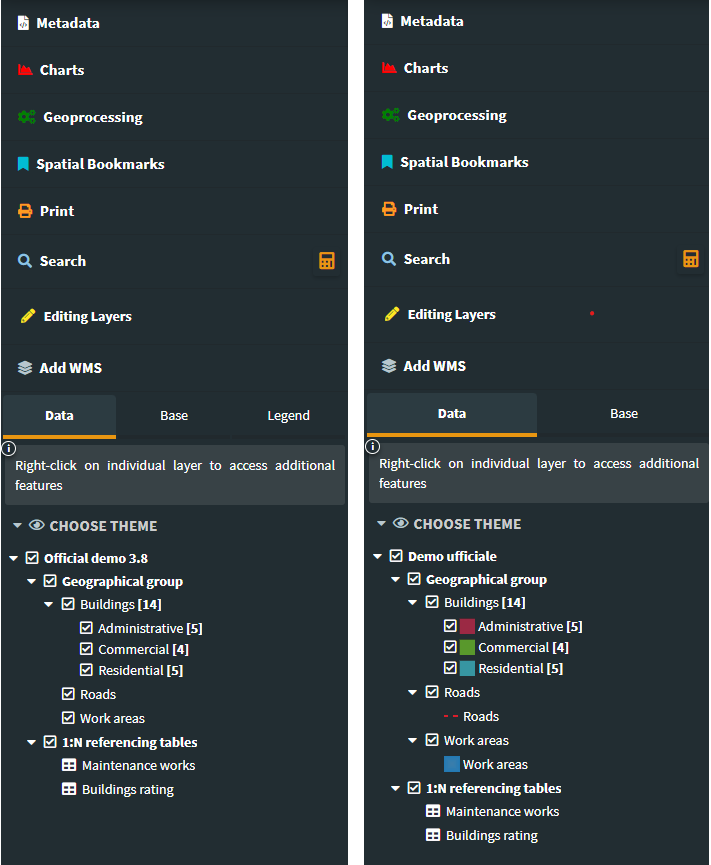 Metadata
Charts
Geoprocessing
Spatial Bookmarks
Print
Search
Editing Layers
Add WMS
Data Base Legend
Right-click on individual layer to access additional
features
CHOOSE THEME
Official demo 3.8
Geographical group
Buildings [14]
Administrative [5]
Commercial [4]
Residential [5]
Roads
Work areas
1:N referencing tables
Maintenance works
Buildings rating
Metadata
Charts
Geoprocessing
Spatial Bookmarks
Print
Search
Editing Layers
Add WMS
Data Base
Right-click on individual layer to access additional
features
CHOOSE THEME
Demo ufficiale
Geographical group
Buildings [14]
Administrative [5]
Commercial [4]
Residential [5]
Roads
Roads
Work areas
Work areas
1:N referencing tables
Maintenance works
Buildings rating